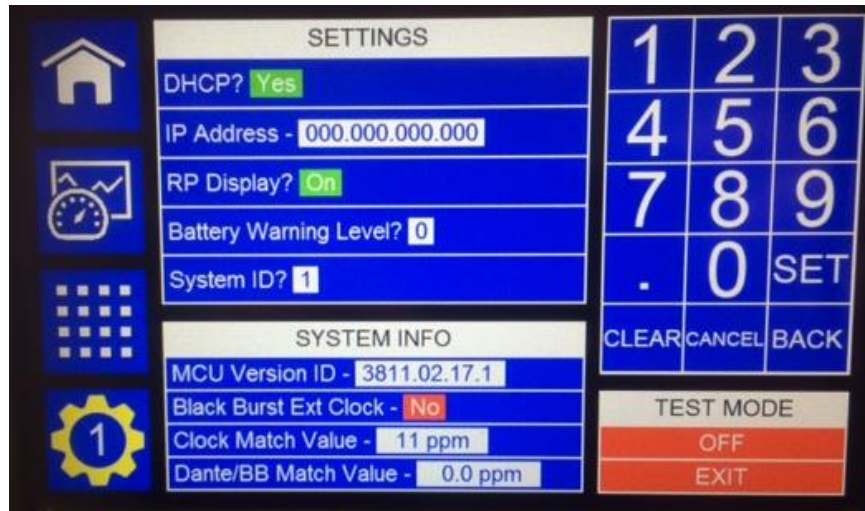 SETTINGS
DHCP? Yes
IP Address - 000.000.000.000
RP Display? On
Battery Warning Level? 0
System ID? 1
SYSTEM INFO
MCU Version ID - 3811.02.17.1
Black Burst Ext Clock - No
Clock Match Value - 11 ppm
Dante/BB Match Value - 0.0 ppm
1
1 2 3
4 5 6
7 8 9
. 0 SET
CLEAR CANCEL BACK
TEST MODE
OFF
EXIT